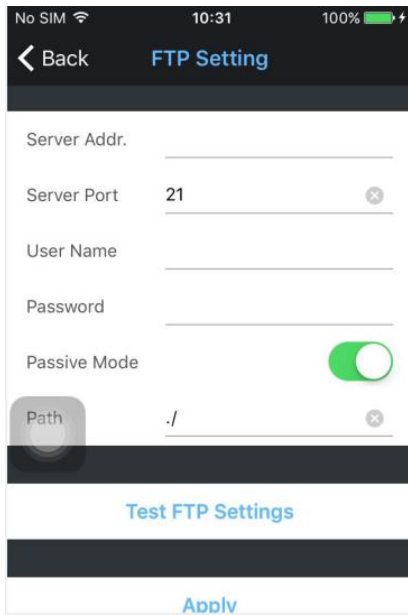 No SIM 10:31 100%
Back FTP Setting
Server Addr.
Server Port 21
User Name
Password
Passive Mode
Path ./
Test FTP Settings
Apply